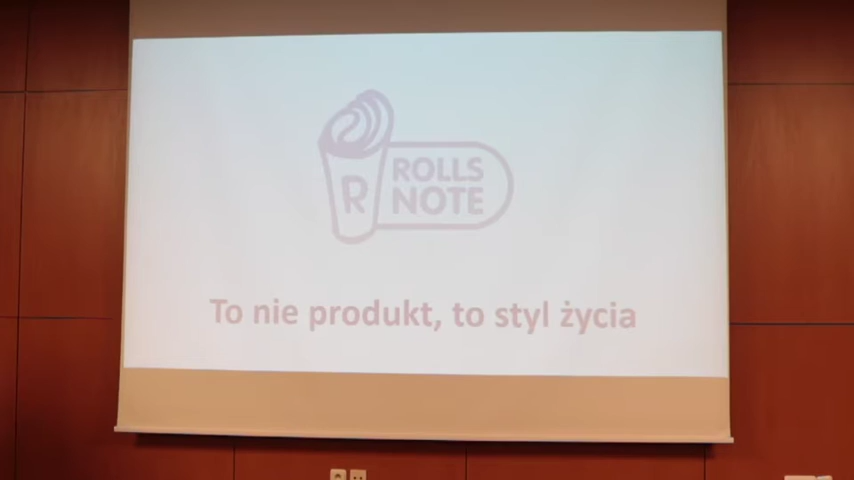 R
ROLLS
NOTE
To nie produkt, to styl życia